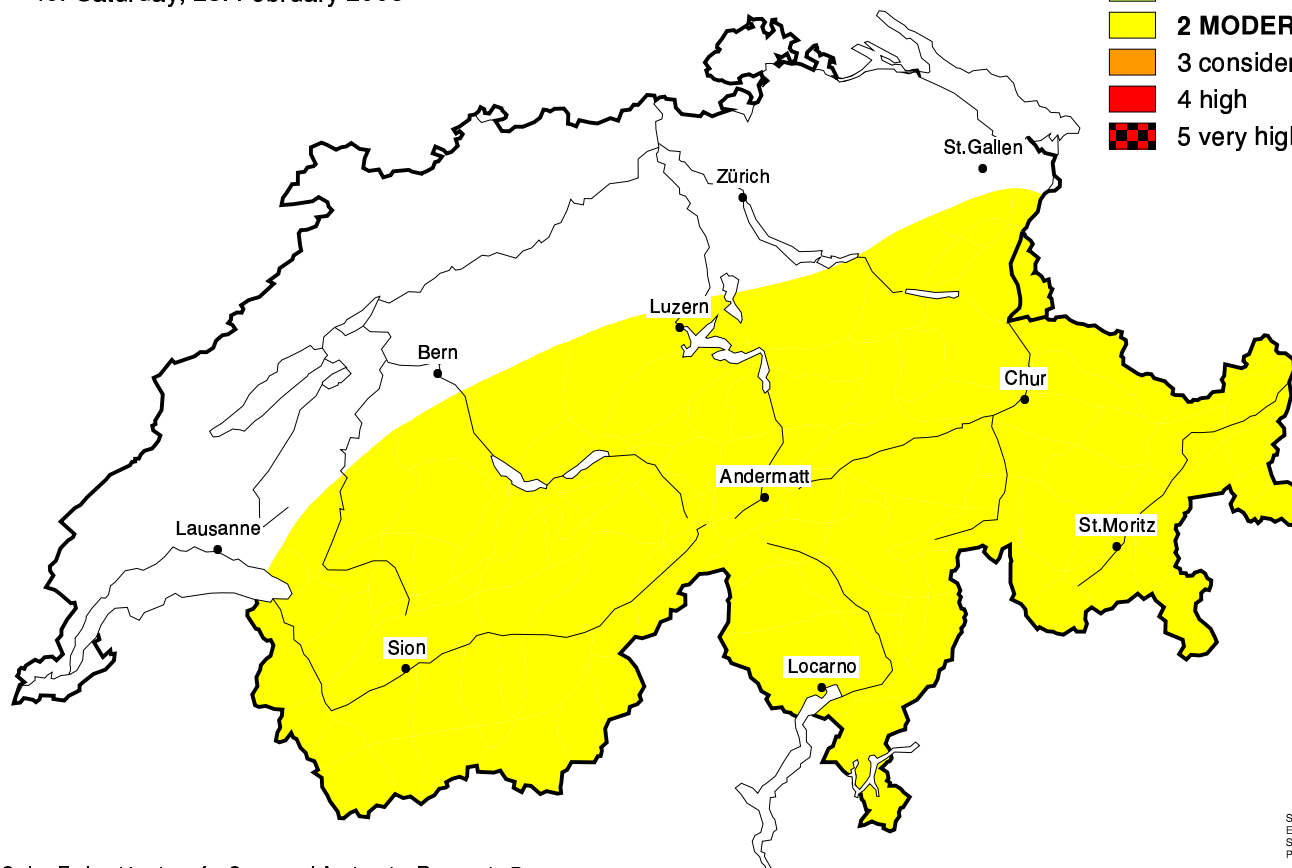 2 MODER
3 consider
4 high
5 very high
St.Gallen
Zürich
Luzern
Bern
Chur
Andermatt
Lausanne
St.Moritz
Sion
Locarno